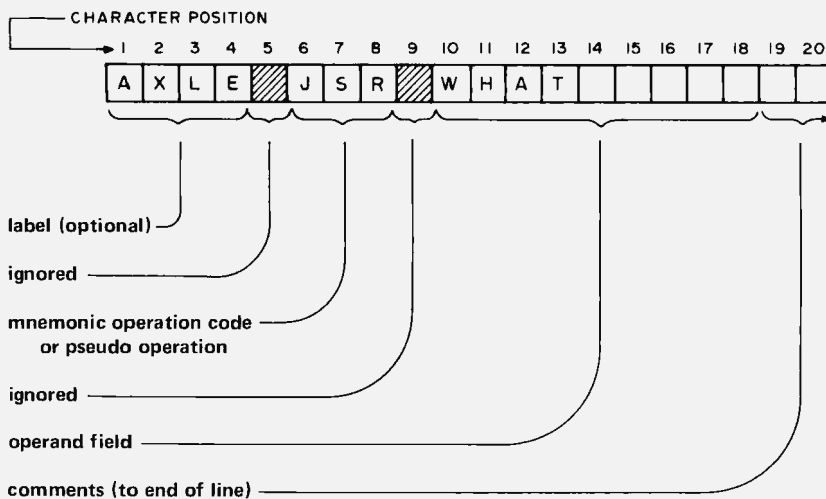 CHARACTER POSITION
1 2 3 4 5 6 7 8 9 10 11 12 13 14 15 16 17 18 19 20
A X L E J S R W H A T
label (optional)
ignored
mnemonic operation code
or pseudo operation
ignored
operand field
comments (to end of line)